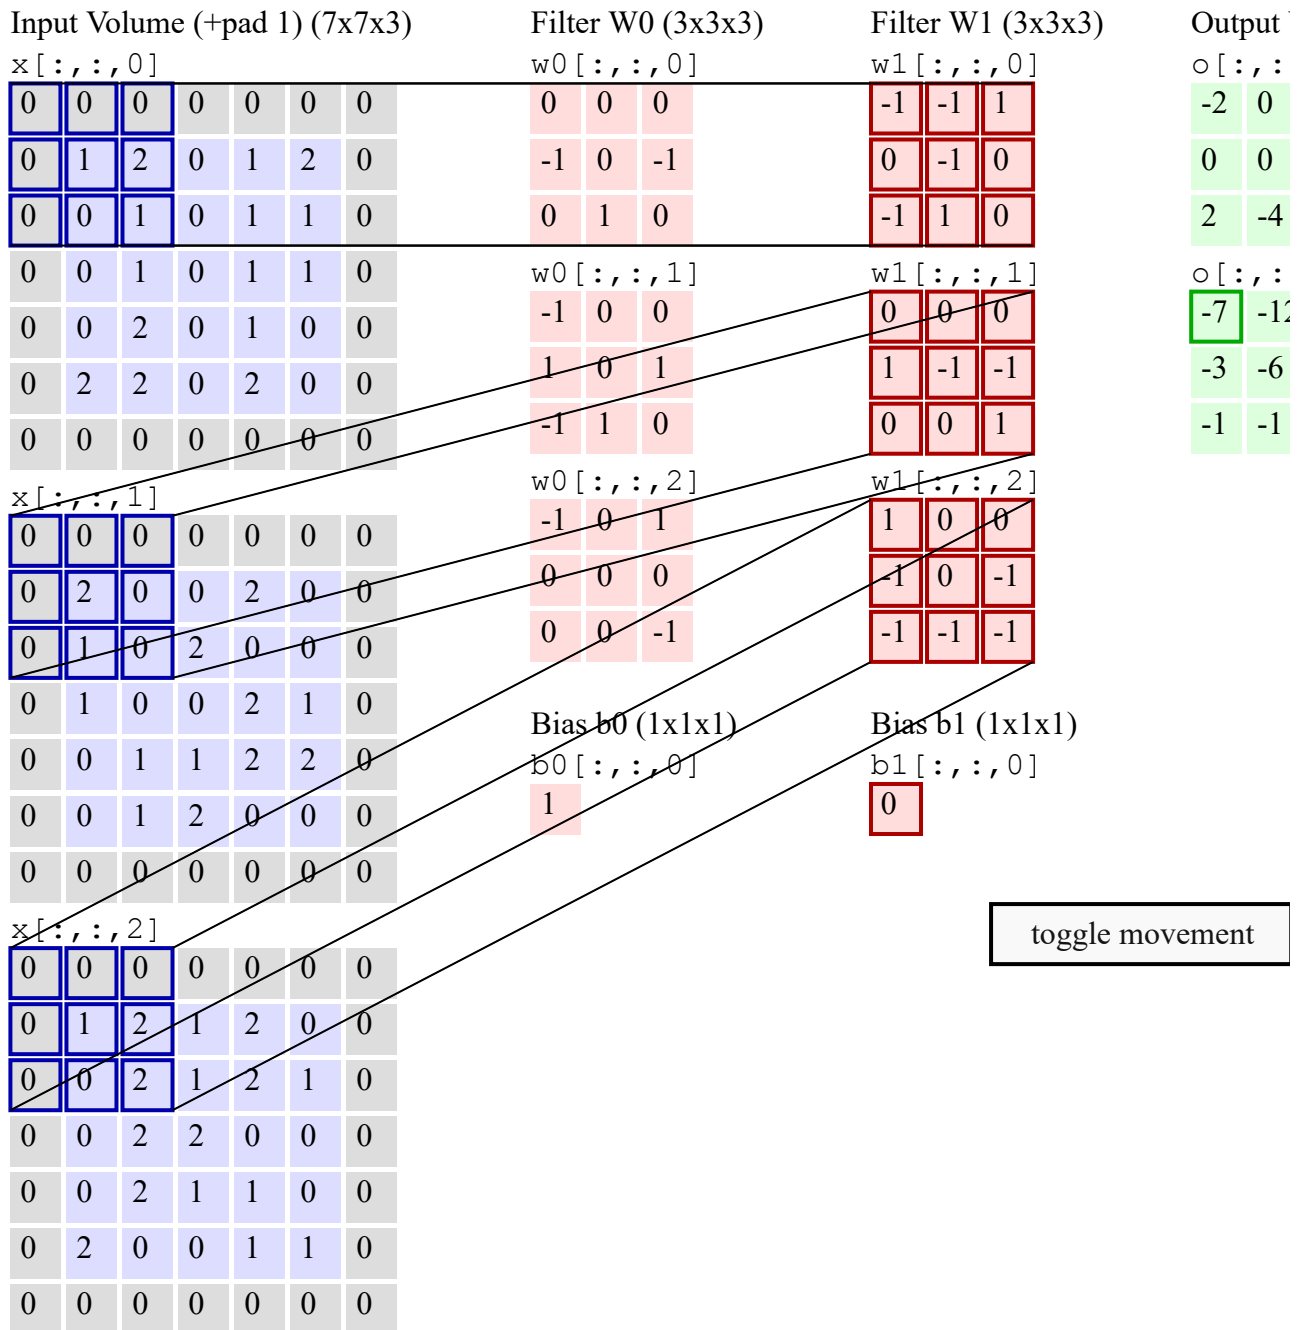 Input Volume (+pad 1) (7x7x3)
x[:,:,0]
0 0 0 0 0 0 0
0 1 2 0 1 2 0
0 0 1 0 1 1 0
0 0 1 0 1 1 0
0 0 2 0 1 0 0
0 2 2 0 2 0 0
0 0 0 0 0 0 0
x[:,:,1]
0 0 0 0 0 0 0
0 2 0 0 2 0 0
0 1 0 2 0 0 0
0 1 0 0 2 1 0
0 0 1 1 2 2 0
0 0 1 2 0 0 0
0 0 0 0 0 0 0
x[:,:,2]
0 0 0 0 0 0 0
0 1 2 1 2 0 0
0 0 2 1 2 1 0
0 0 2 2 0 0 0
0 0 2 1 1 0 0
0 2 0 0 1 1 0
0 0 0 0 0 0 0
Filter W0 (3x3x3)
w0[:,:,0]
0 0 0
-1 0 -1
0 1 0
w0[:,:,1]
-1 0 0
1 0 1
-1 1 0
w0[:,:,2]
-1 0 1
0 0 0
0 0 -1
Bias b0 (1x1x1)
b0[:,:,0]
1
Filter W1 (3x3x3)
w1[:,:,0]
-1 -1 1
0 -1 0
-1 1 0
w1[:,:,1]
0 0 0
1 -1 -1
0 0 1
w1[:,:,2]
1 0 0
-1 0 -1
-1 -1 -1
Bias b1 (1x1x1)
b1[:,:,0]
0
Output
o[:,:
-2 0
0 0
2 -4
o[:,:
-7 -12
-3 -6
-1 -1
toggle movement